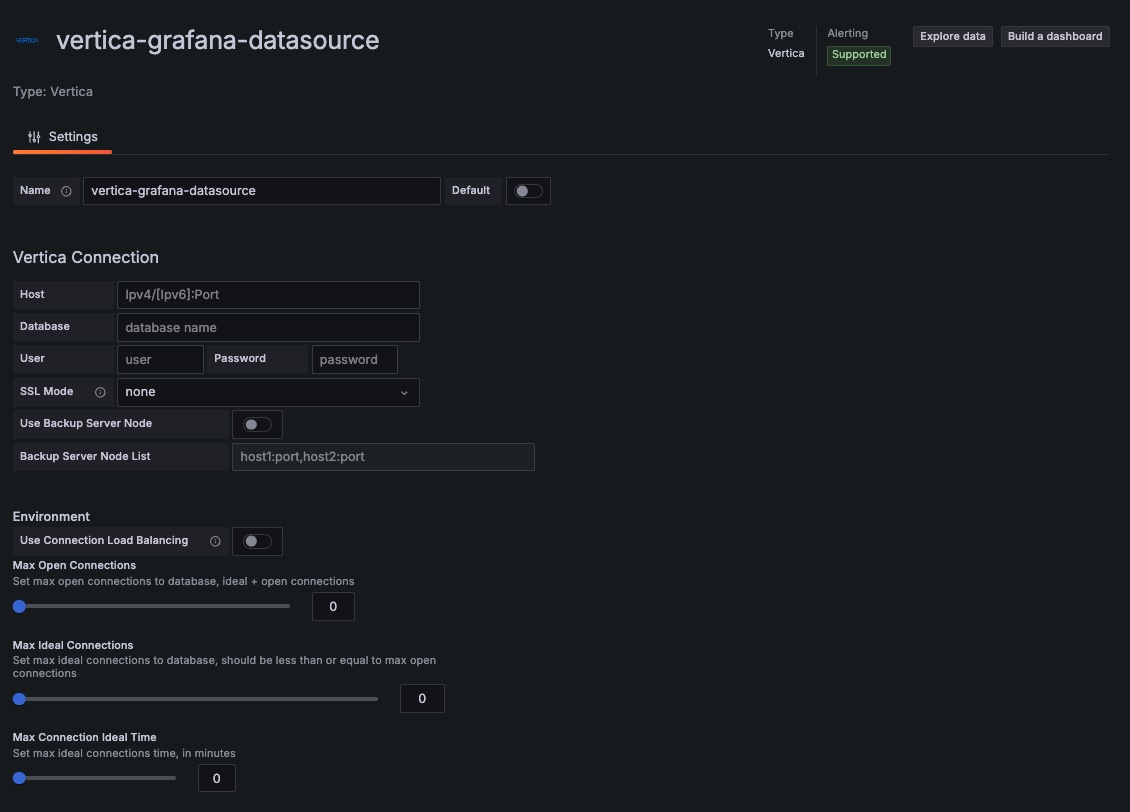 VERTICA
vertica-grafana-datasource
Type
Vertica
Alerting
Supported
Explore data
Build a dashboard
Type: Vertica
Settings
Name
vertica-grafana-datasource
Default
Vertica Connection
Host
Ipv4/[Ipv6]:Port
Database
database name
User
user
Password
password
SSL Mode
none
Use Backup Server Node
Backup Server Node List
host1:port,host2:port
Environment
Use Connection Load Balancing
Max Open Connections
Set max open connections to database, ideal + open connections
0
Max Ideal Connections
Set max ideal connections to database, should be less than or equal to max open
connections
0
Max Connection Ideal Time
Set max ideal connections time, in minutes
0